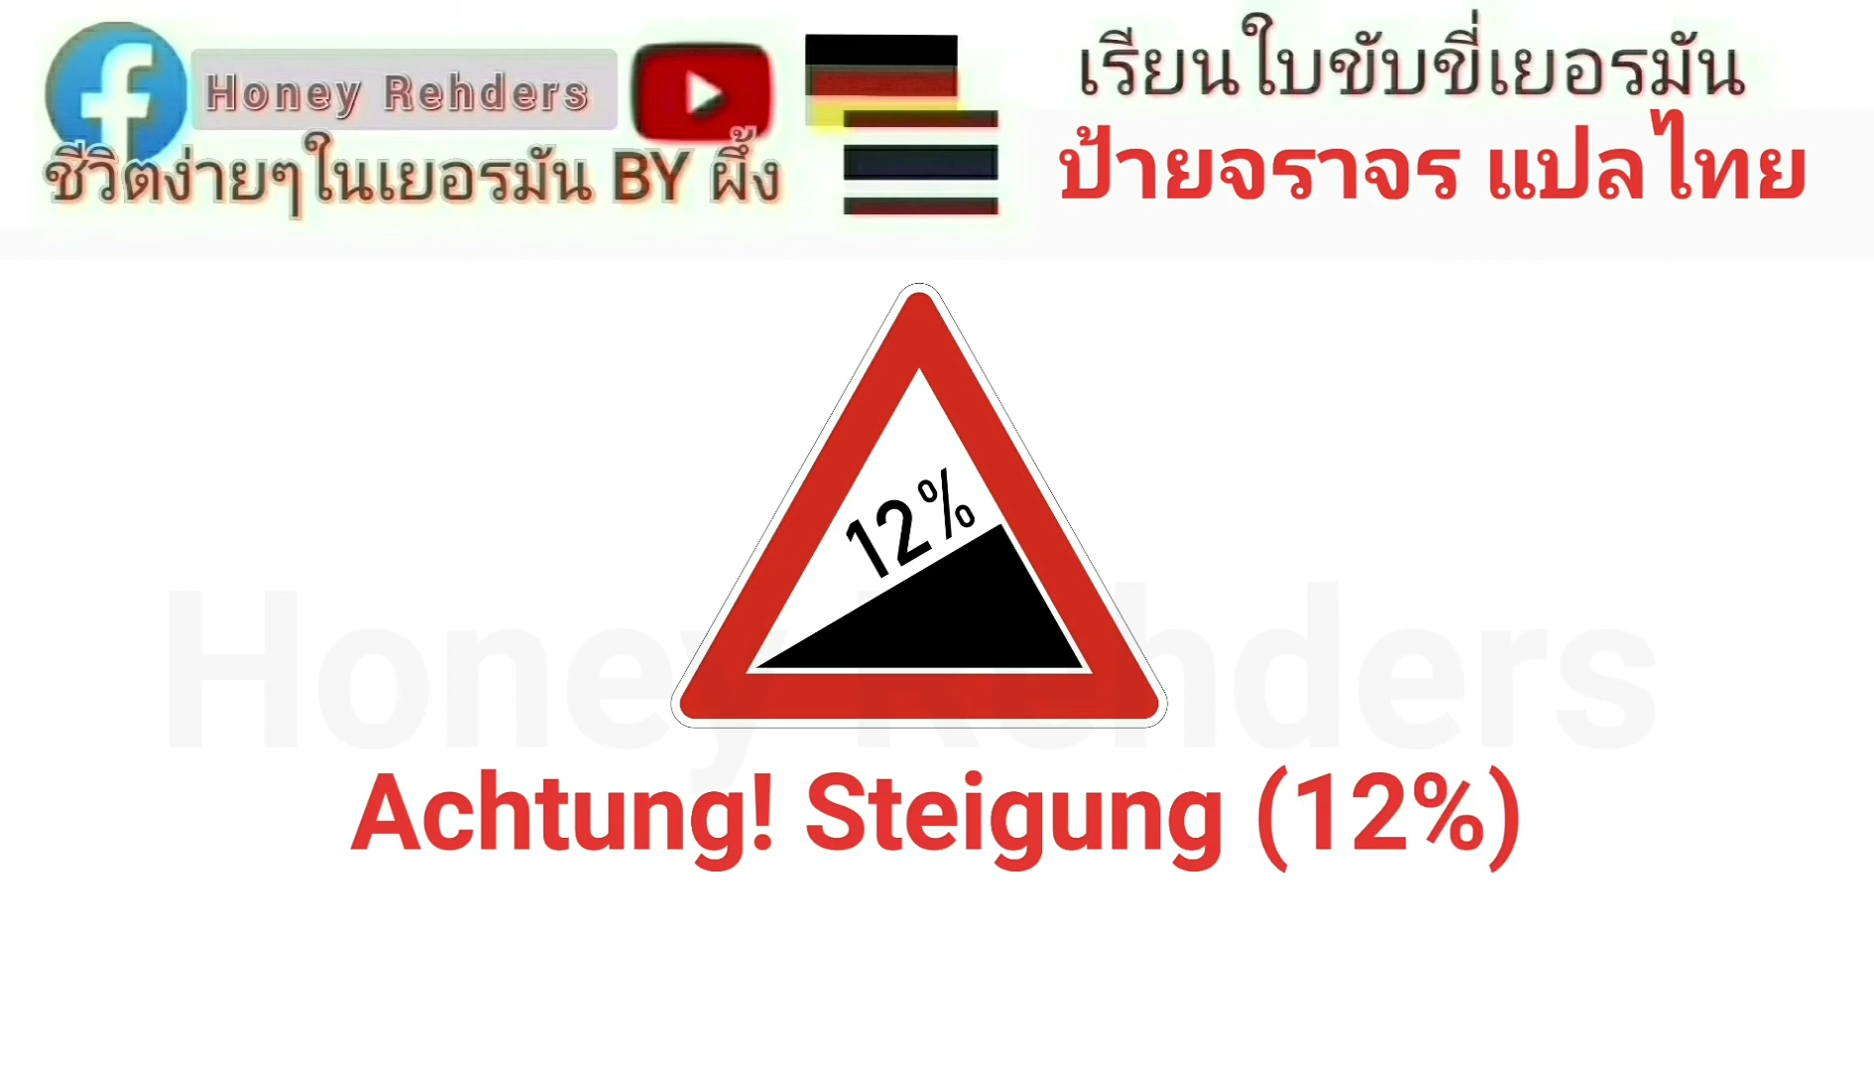 Honey Rehders
ชีวิตง่ายๆในเยอรมัน BY ผึ้ง
เรียนใบขับขี่เยอรมัน
ป้ายจราจร แปลไทย
12%
Honey Rehders
Achtung! Steigung (12%)